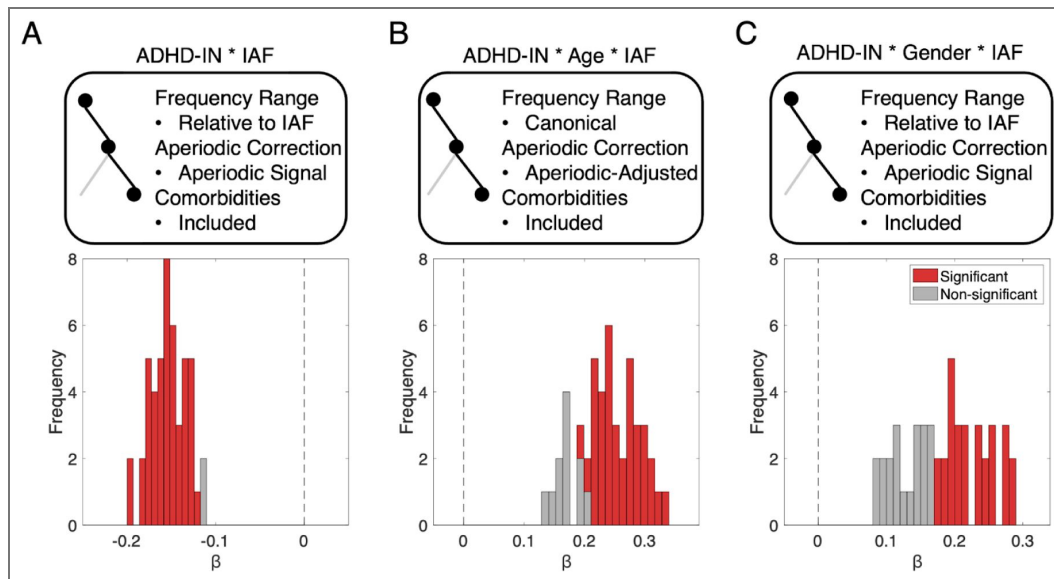 A
ADHD-IN * IAF
Frequency Range
• Relative to IAF
Aperiodic Correction
• Aperiodic Signal
Comorbidities
• Included
8
6
4
2
0
Frequency
-0.2
-0.1
0
β
B
ADHD-IN * Age * IAF
Frequency Range
• Canonical
Aperiodic Correction
• Aperiodic-Adjusted
Comorbidities
• Included
8
6
4
2
0
Frequency
0
0.1
0.2
0.3
β
C
ADHD-IN * Gender * IAF
Frequency Range
• Relative to IAF
Aperiodic Correction
• Aperiodic Signal
Comorbidities
• Included
Significant
Non-significant
8
6
4
2
0
Frequency
0
0.1
0.2
0.3
β